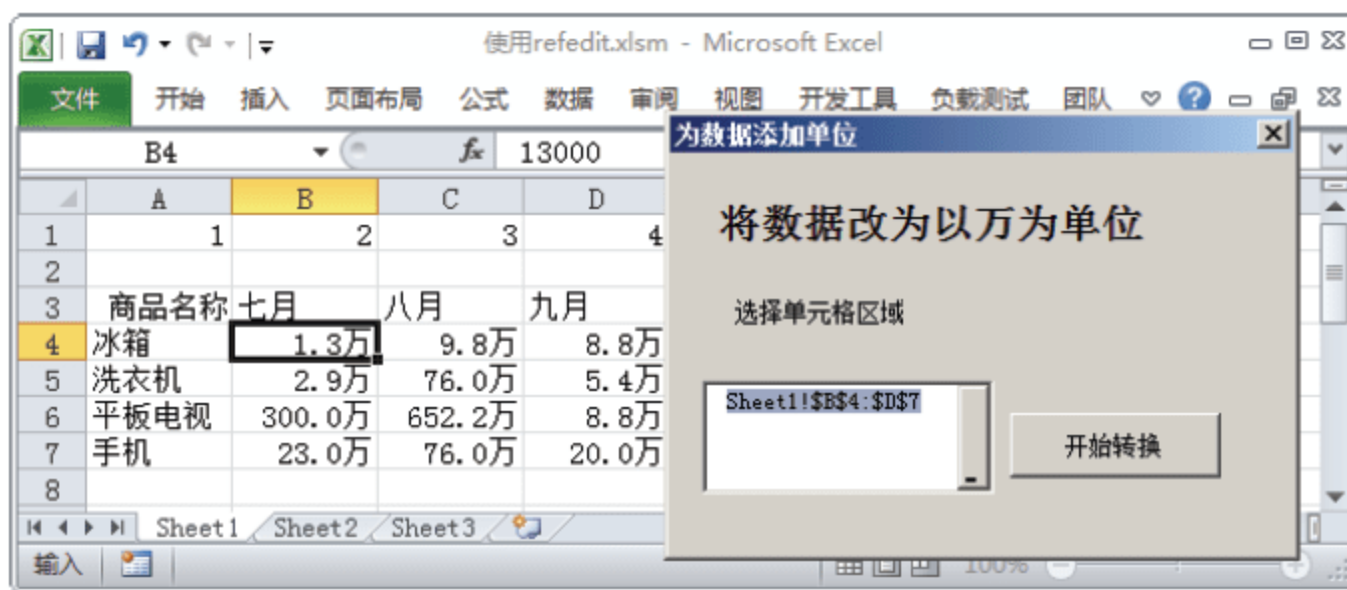 使用refedit.xlsm - Microsoft Excel
文件 开始 插入 页面布局 公式 数据 审阅 视图 开发工具 负载测试 团队
B4 fx 13000
A B C D
1 1 2 3 4
2
3 商品名称 七月 八月 九月
4 冰箱 1.3万 9.8万 8.8万
5 洗衣机 2.9万 76.0万 5.4万
6 平板电视 300.0万 652.2万 8.8万
7 手机 23.0万 76.0万 20.0万
8
Sheet1 Sheet2 Sheet3
输入 100%
为数据添加单位
将数据改为以万为单位
选择单元格区域
Sheet1!$B$4:$D$7
开始转换